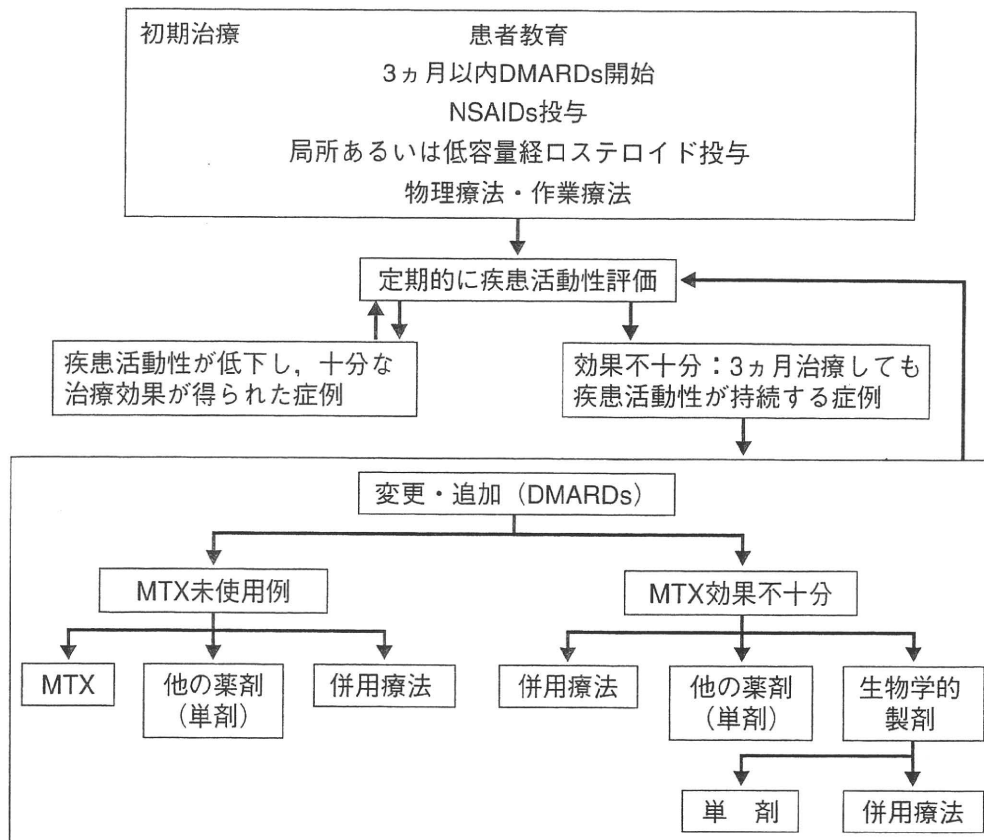 初期治療
患者教育
3ヵ月以内DMARDs開始
NSAIDs投与
局所あるいは低容量経口ステロイド投与
物理療法・作業療法
定期的に疾患活動性評価
疾患活動性が低下し，十分な
治療効果が得られた症例
効果不十分：3ヵ月治療しても
疾患活動性が持続する症例
変更・追加（DMARDs）
MTX未使用例
MTX効果不十分
MTX
他の薬剤
（単剤）
併用療法
併用療法
他の薬剤
（単剤）
生物学的
製剤
単　剤
併用療法